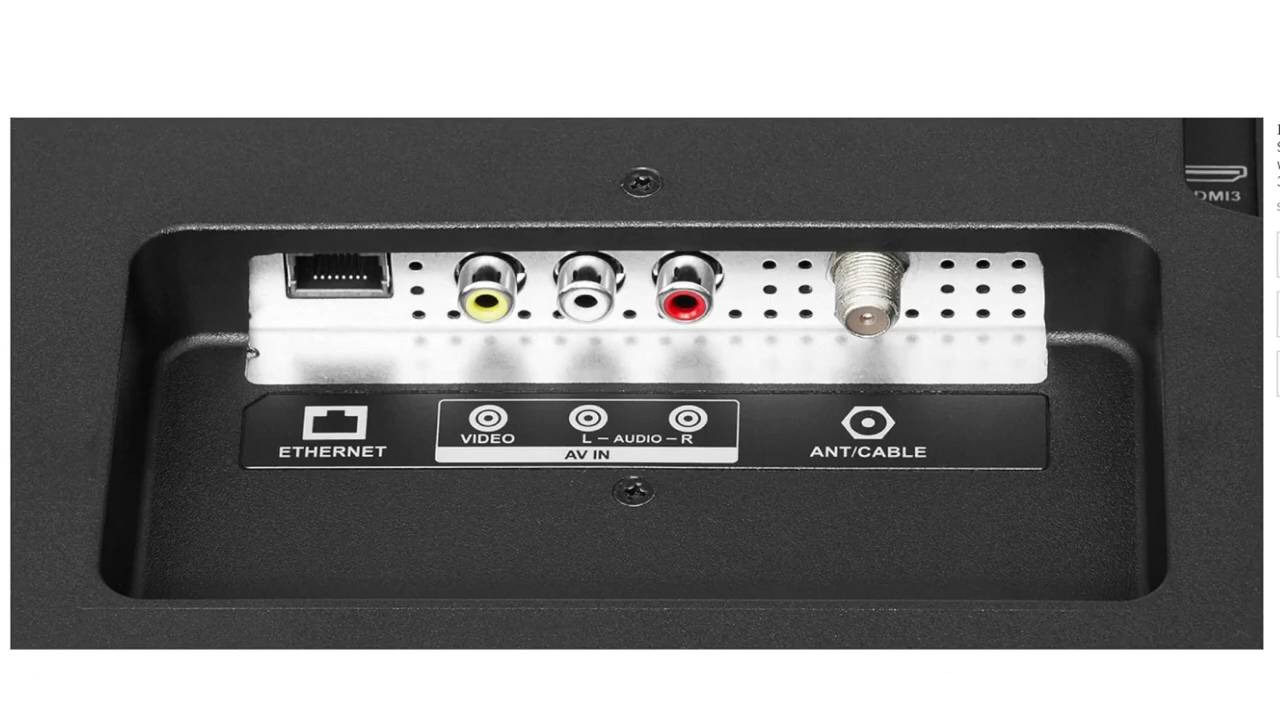 DMI3
VIDEO
L – AUDIO – R
ETHERNET
AV IN
ANT/CABLE